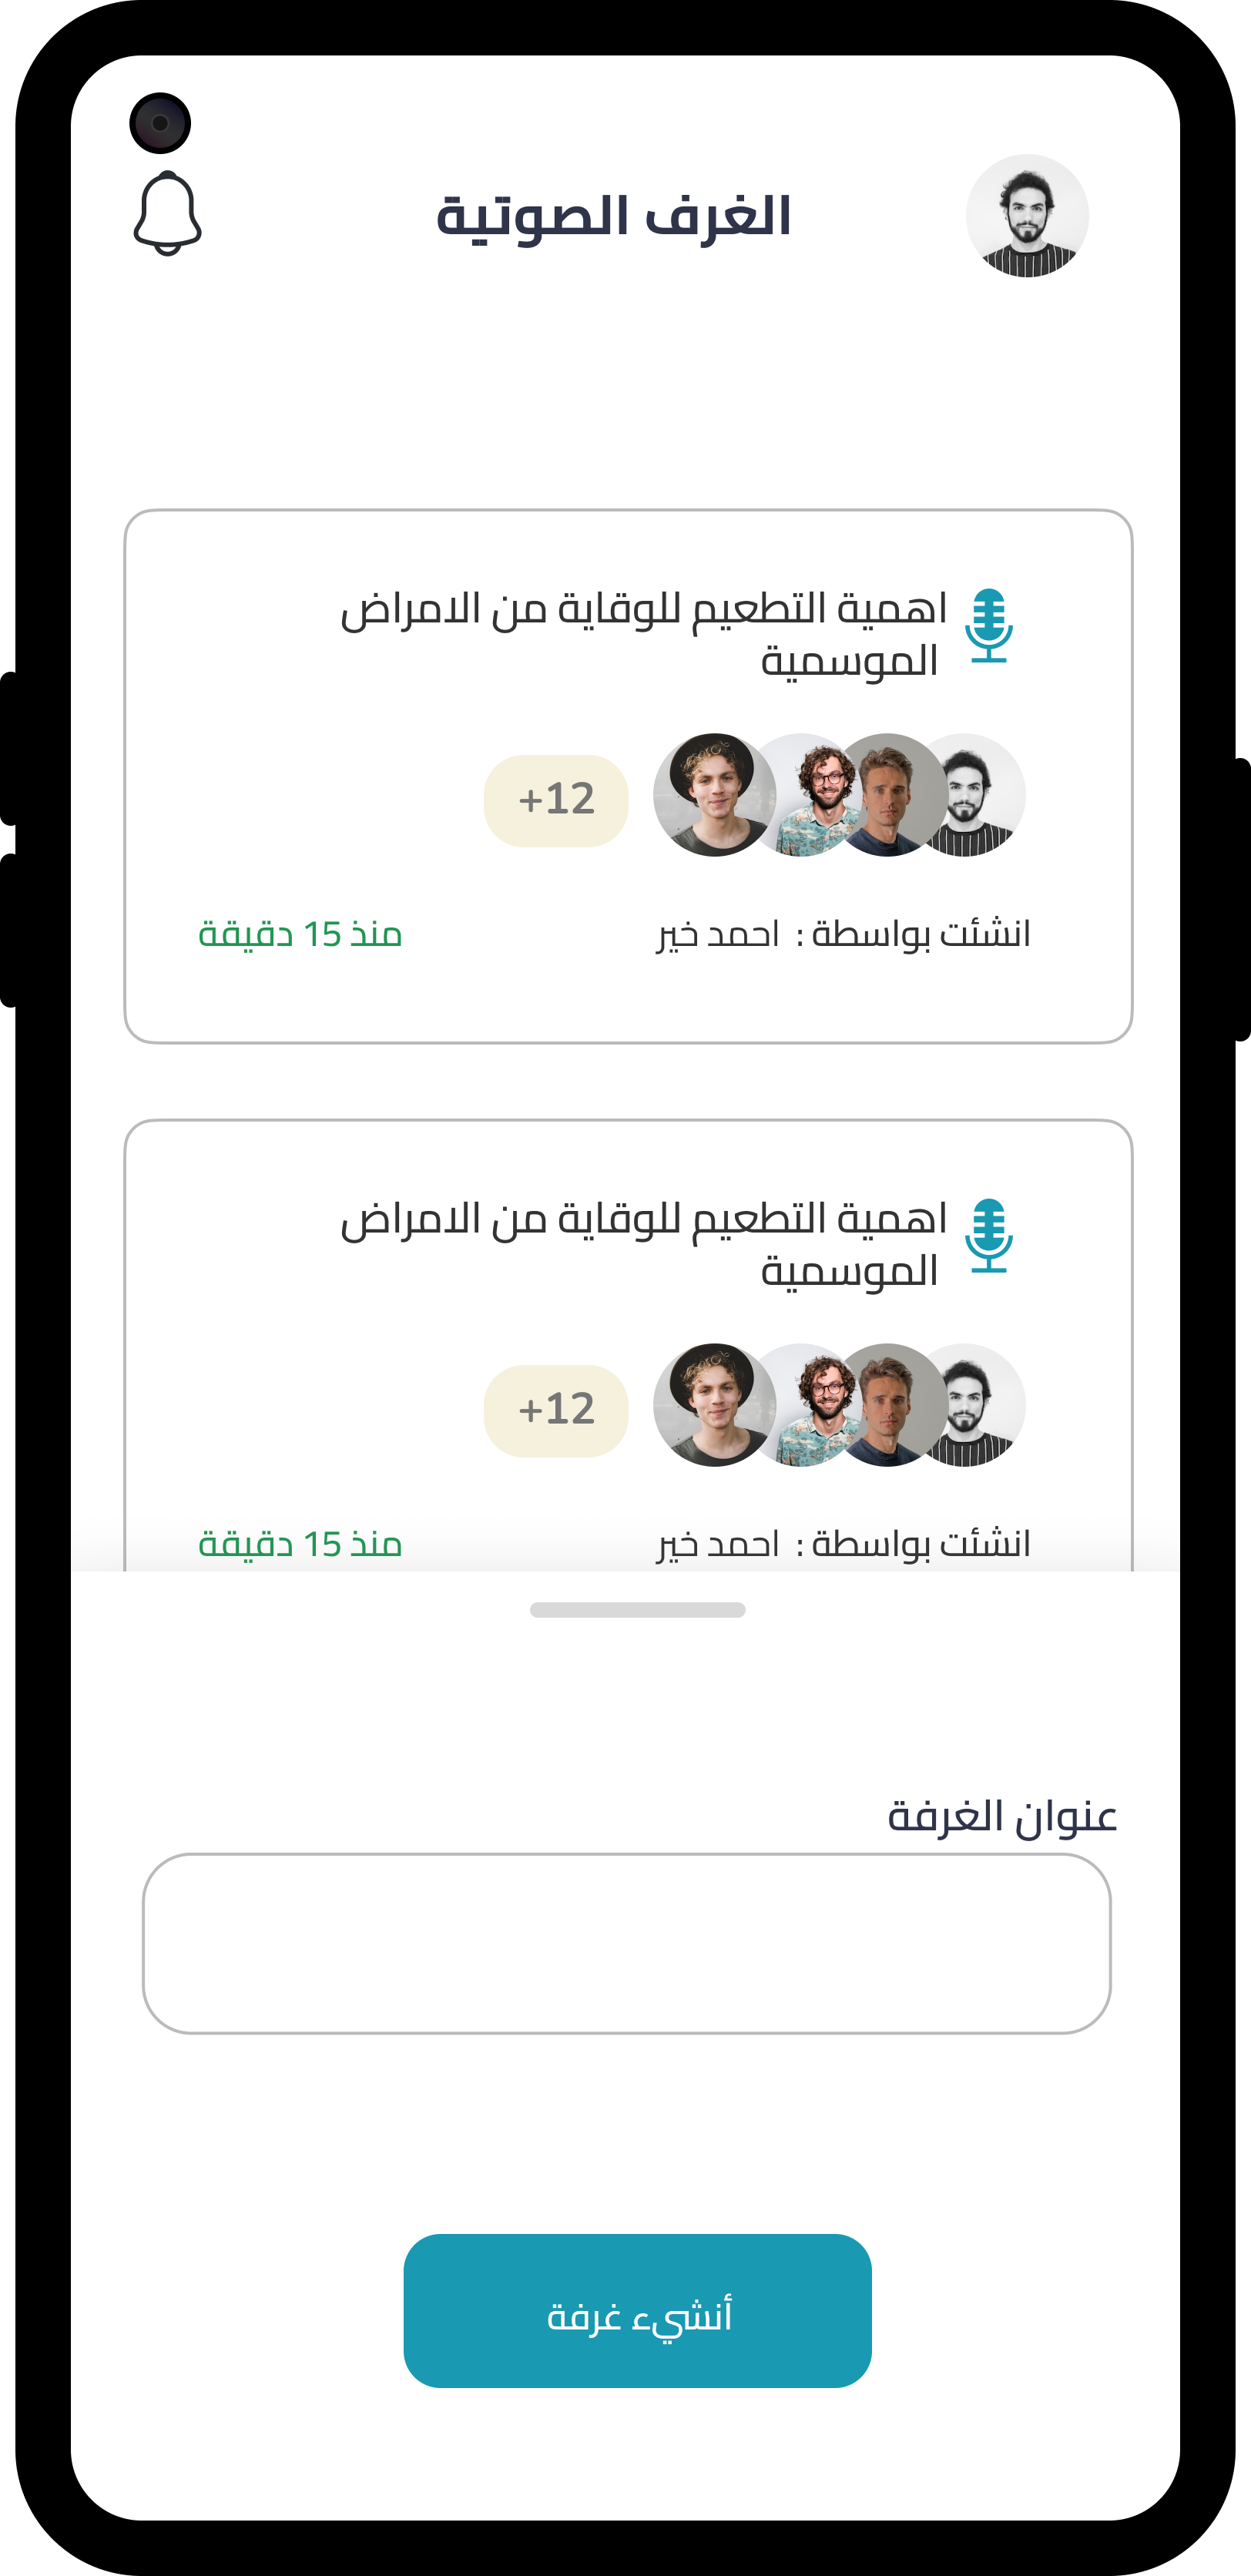 الغرف الصوتية
اهمية التطعيم للوقاية من الامراض
الموسمية
+12
انشئت بواسطة : احمد خير
منذ 15 دقيقة
اهمية التطعيم للوقاية من الامراض
الموسمية
+12
انشئت بواسطة : احمد خير
منذ 15 دقيقة
عنوان الغرفة
أنشيء غرفة